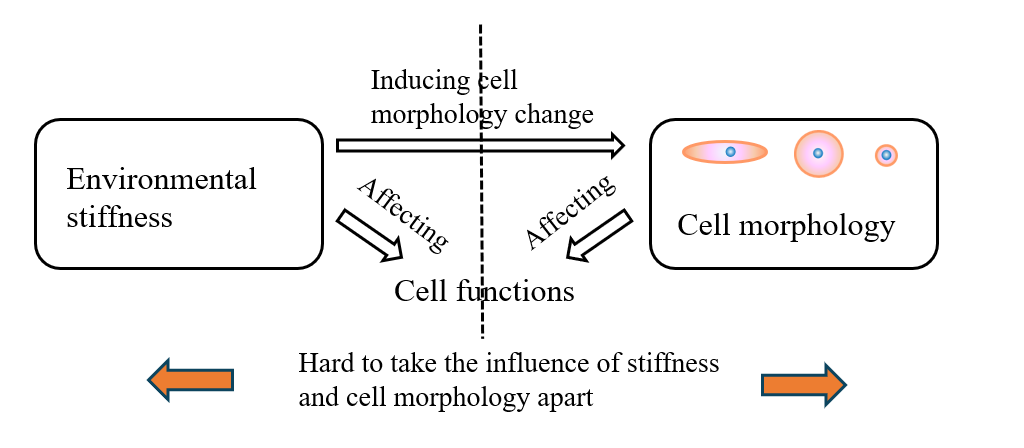 Inducing cell
morphology change
Environmental
stiffness
Affecting
Affecting
Cell morphology
Cell functions
Hard to take the influence of stiffness
and cell morphology apart